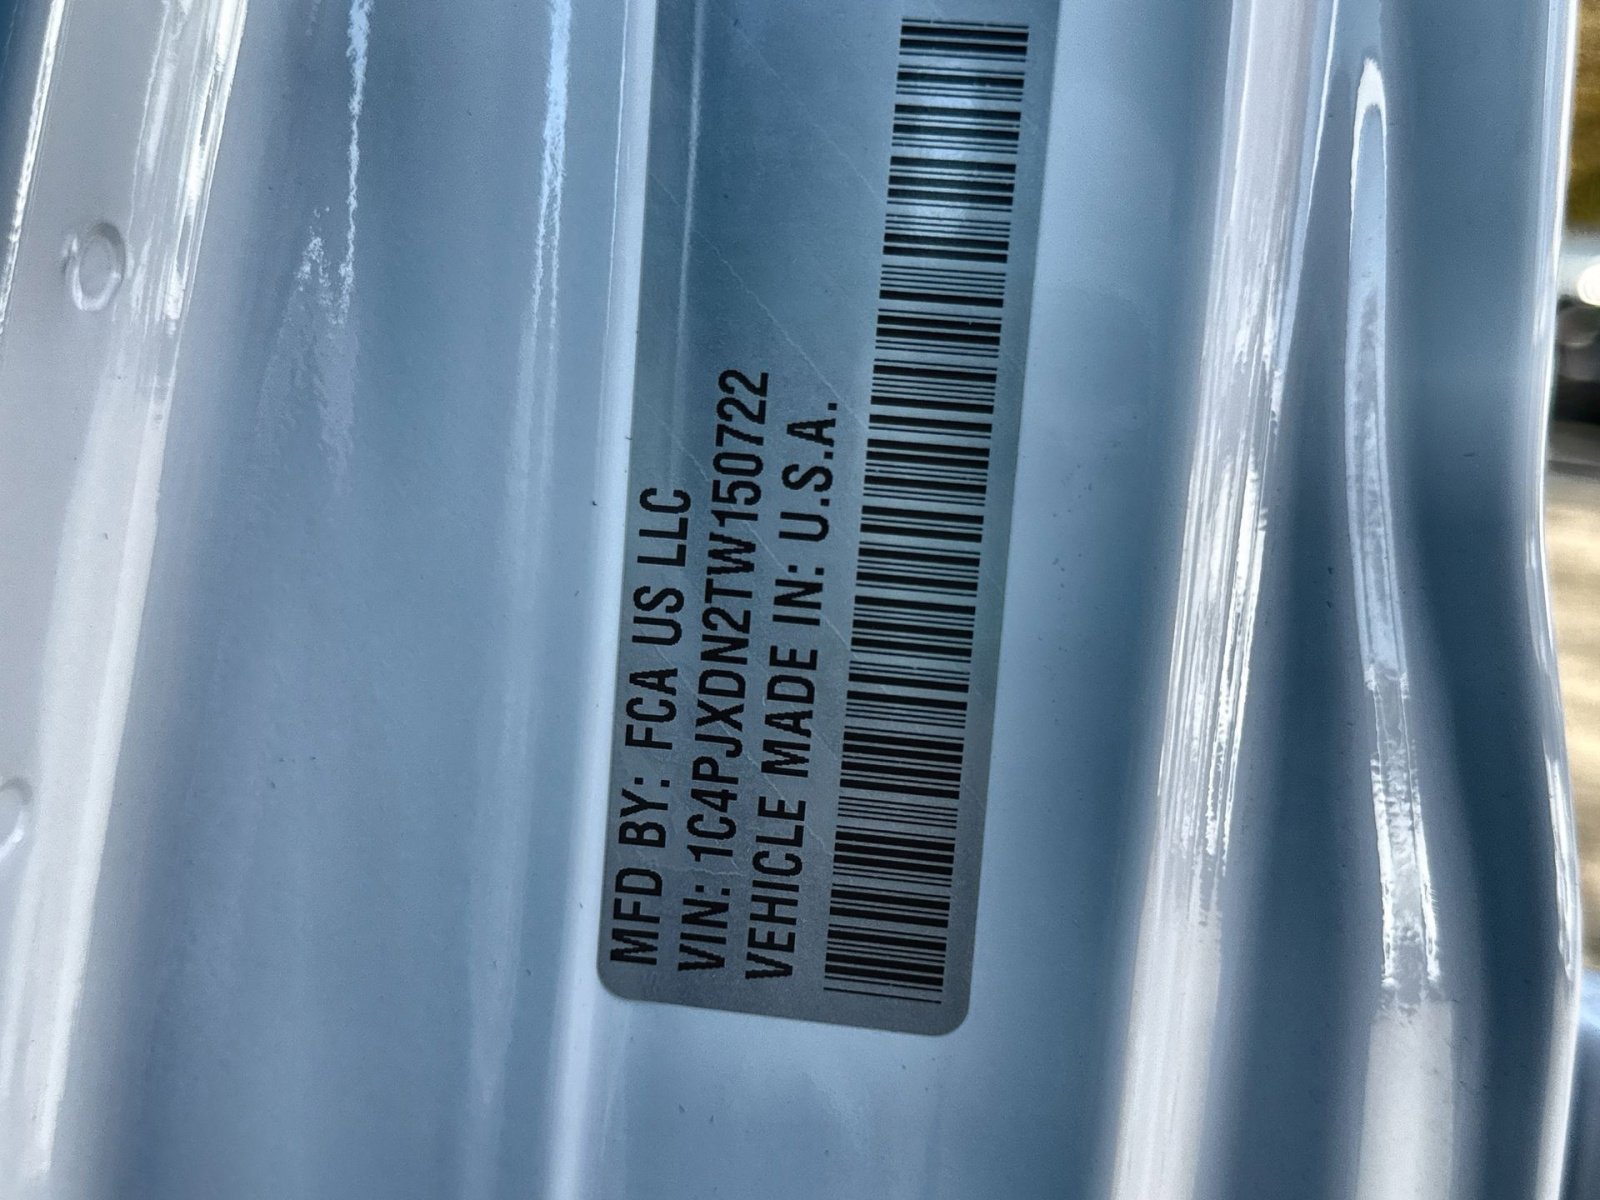 MFD BY: FCA US LLC
VIN: 1C4PJXDN2TW150722
VEHICLE MADE IN: U.S.A.